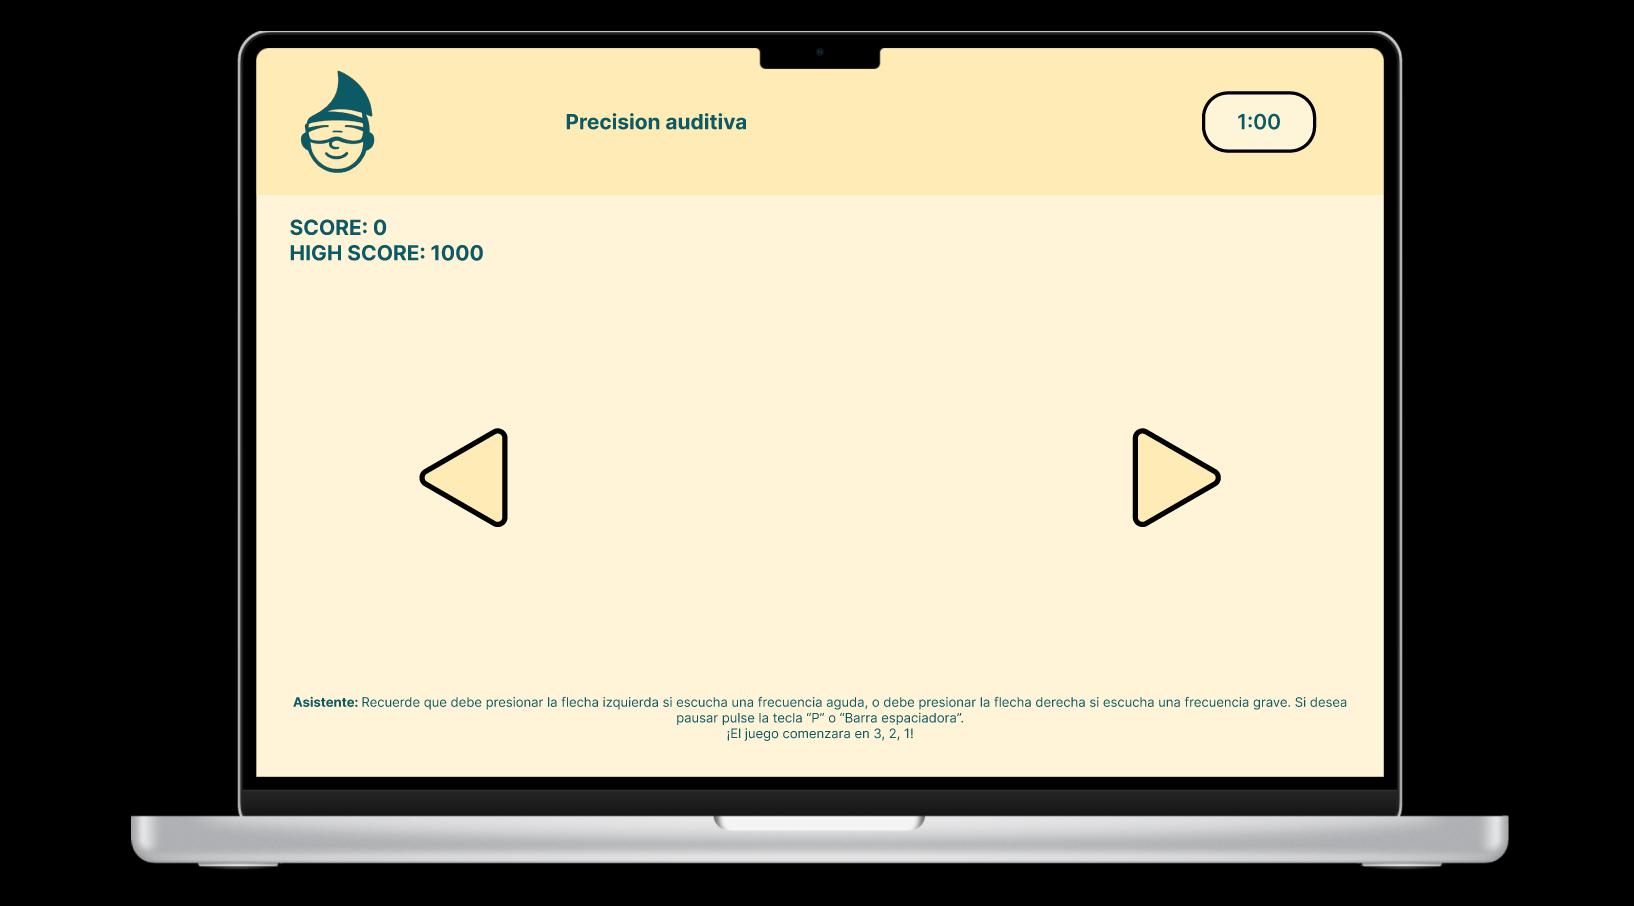 Precision auditiva
1:00
SCORE: 0
HIGH SCORE: 1000
Asistente: Recuerde que debe presionar la flecha izquierda si escucha una frecuencia aguda, o debe presionar la flecha derecha si escucha una frecuencia grave. Si desea
pausar pulse la tecla “P” o “Barra espaciadora”.
¡El juego comenzara en 3, 2, 1!